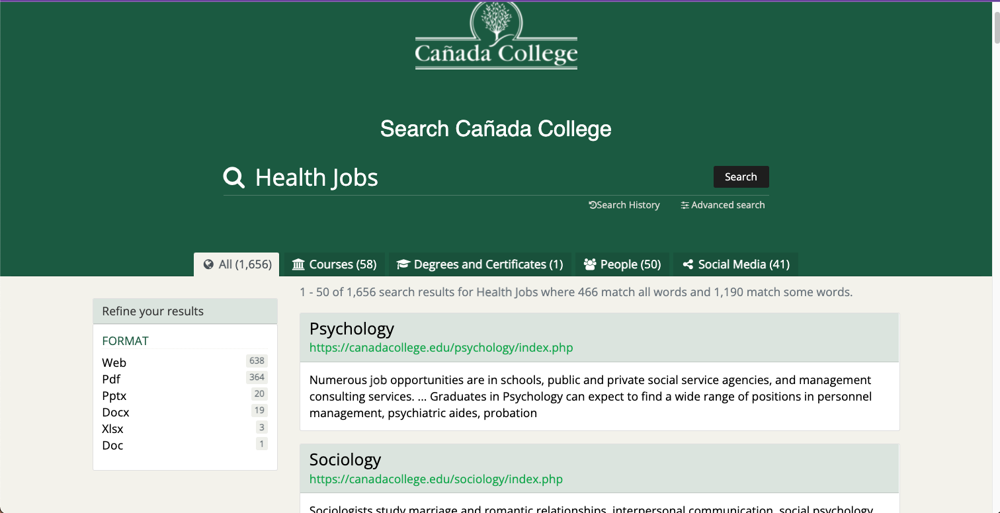 Cañada College
Search Cañada College
Health Jobs
Search
Search History
Advanced search
All (1,656)
Courses (58)
Degrees and Certificates (1)
People (50)
Social Media (41)
1 - 50 of 1,656 search results for Health Jobs where 466 match all words and 1,190 match some words.
Refine your results
FORMAT
Web 638
Pdf 364
Pptx 20
Docx 19
Xlsx 3
Doc 1
Psychology
https://canadacollege.edu/psychology/index.php
Numerous job opportunities are in schools, public and private social service agencies, and management
consulting services. ... Graduates in Psychology can expect to find a wide range of positions in personnel
management, psychiatric aides, probation
Sociology
https://canadacollege.edu/sociology/index.php
Sociologists study marriage and romantic relationships, interpersonal communication, social psychology,